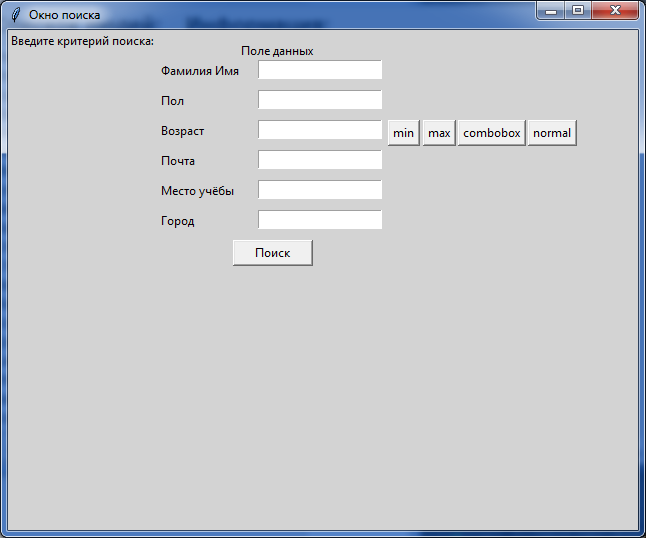 Окно поиска
Введите критерий поиска:
Поле данных
Фамилия Имя
Пол
Возраст min max combobox normal
Почта
Место учёбы
Город
Поиск